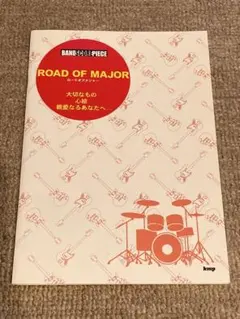 BAND SCORE PIECE
ROAD OF MAJOR
ロードオブメジャー
大切なもの
心絵
親愛なるあなたへ
kmp